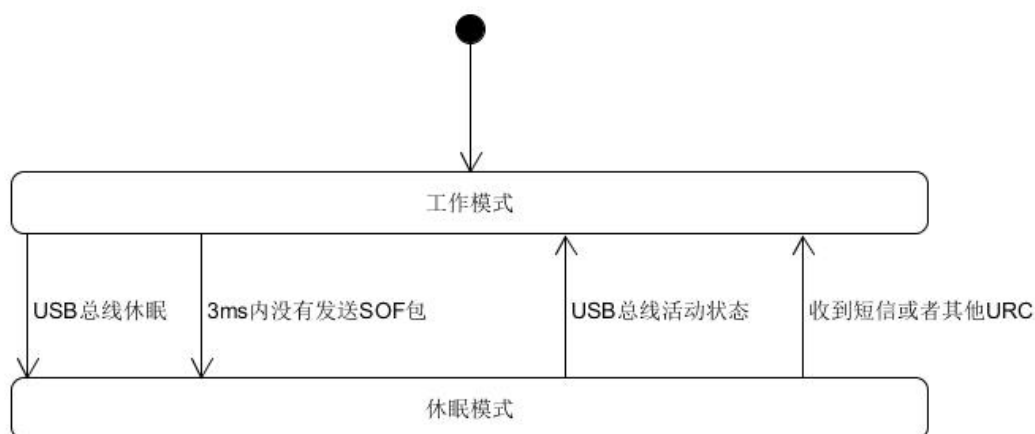 工作模式
USB总线休眠
3ms内没有发送SOF包
USB总线活动状态
收到短信或者其他URC
休眠模式